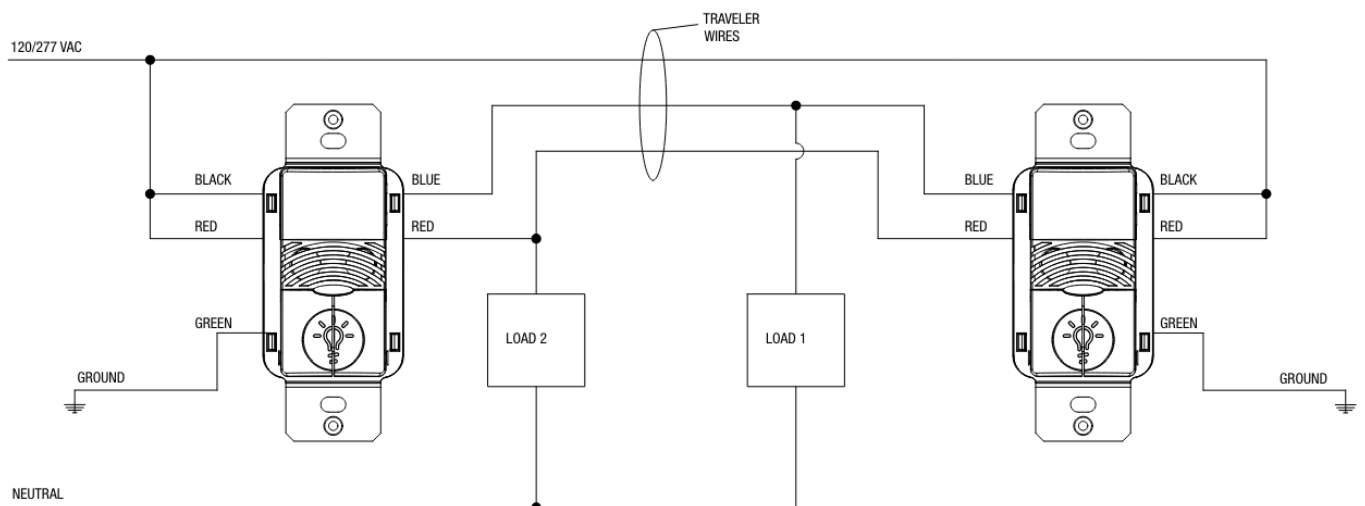 TRAVELER
WIRES
120/277 VAC
BLACK
BLUE
BLUE
BLACK
RED
RED
RED
RED
GREEN
LOAD 2
LOAD 1
GREEN
GROUND
GROUND
NEUTRAL